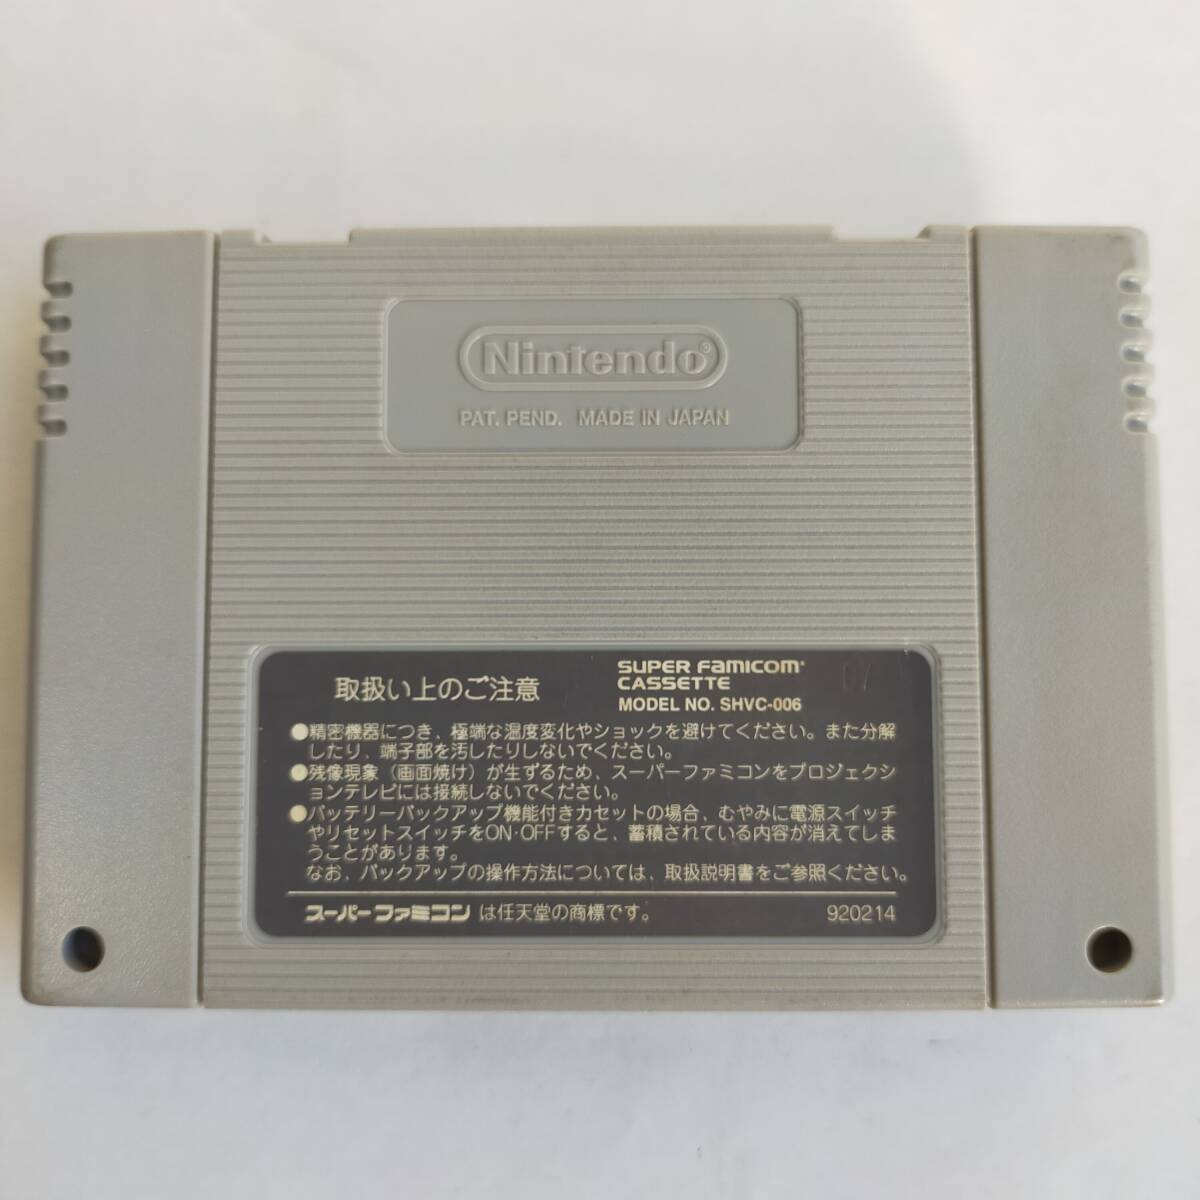 Nintendo®
PAT. PEND. MADE IN JAPAN
取扱い上のご注意
SUPER FAMICOM®
CASSETTE
MODEL NO. SHVC-006
07
●精密機器につき、極端な温度変化やショックを避けてください。また分解
したり、端子部を汚したりしないでください。
●残像現象（画面焼け）が生ずるため、スーパーファミコンをプロジェクシ
ョンテレビには接続しないでください。
●バッテリーバックアップ機能付きカセットの場合、むやみに電源スイッチ
やリセットスイッチをON・OFFすると、蓄積されている内容が消えてしま
うことがあります。
なお、バックアップの操作方法については、取扱説明書をご参照ください。
スーパーファミコン は任天堂の商標です。
920214